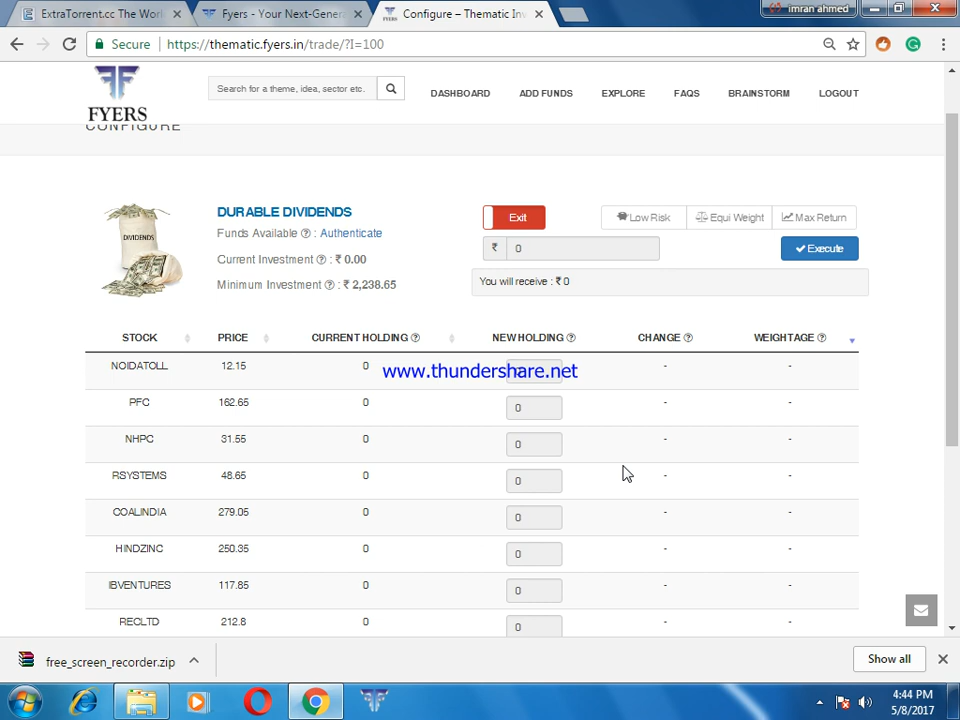 ExtraTorrent.cc The Worl
Fyers - Your Next-Genera
Configure – Thematic Inv
imran ahmed
Secure
https://thematic.fyers.in/trade/?I=100
FYERS
Search for a theme, idea, sector etc.
DASHBOARD
ADD FUNDS
EXPLORE
FAQS
BRAINSTORM
LOGOUT
CONFIGURE
DIVIDENDS
DURABLE DIVIDENDS
Funds Available ? : Authenticate
Current Investment ? : ₹ 0.00
Minimum Investment ? : ₹ 2,238.65
Exit
Low Risk
Equi Weight
Max Return
₹ 0
Execute
You will receive : ₹ 0
STOCK PRICE CURRENT HOLDING ? NEW HOLDING ? CHANGE ? WEIGHTAGE ?
NOIDATOLL 12.15 0 0 - -
www.thundershare.net
PFC 162.65 0 0 - -
NHPC 31.55 0 0 - -
RSYSTEMS 48.65 0 0 - -
COALINDIA 279.05 0 0 - -
HINDZINC 250.35 0 0 - -
IBVENTURES 117.85 0 0 - -
RECLTD 212.8 0 0 - -
free_screen_recorder.zip
Show all
4:44 PM
5/8/2017